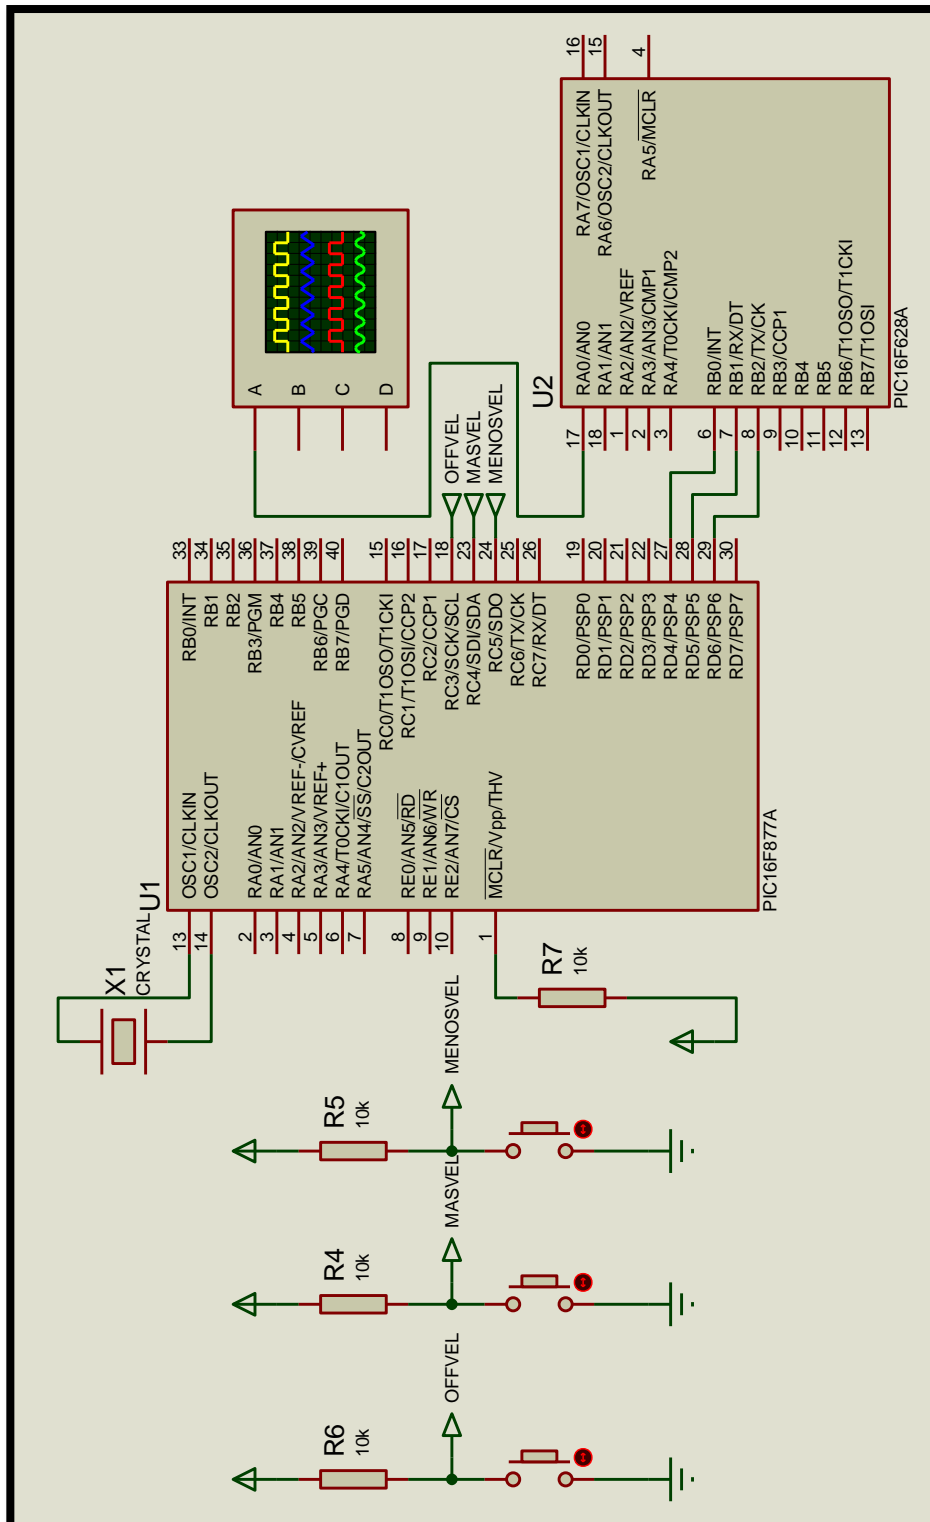 X1
CRYSTAL
U1
13
14
2
3
4
5
6
7
8
9
10
1
OSC1/CLKIN
OSC2/CLKOUT
RA0/AN0
RA1/AN1
RA2/AN2/VREF-/CVREF
RA3/AN3/VREF+
RA4/T0CKI/C1OUT
RA5/AN4/SS/C2OUT
RE0/AN5/RD
RE1/AN6/WR
RE2/AN7/CS
MCLR/Vpp/THV
RB0/INT
RB1
RB2
RB3/PGM
RB4
RB5
RB6/PGC
RB7/PGD
RC0/T1OSO/T1CKI
RC1/T1OSI/CCP2
RC2/CCP1
RC3/SCK/SCL
RC4/SDI/SDA
RC5/SDO
RC6/TX/CK
RC7/RX/DT
RD0/PSP0
RD1/PSP1
RD2/PSP2
RD3/PSP3
RD4/PSP4
RD5/PSP5
RD6/PSP6
RD7/PSP7
33
34
35
36
37
38
39
40
15
16
17
18
23
24
25
26
19
20
21
22
27
28
29
30
PIC16F877A
OFFVEL
MASVEL
MENOSVEL
A
B
C
D
U2
17
18
1
2
3
6
7
8
9
10
11
12
13
RA0/AN0
RA1/AN1
RA2/AN2/VREF
RA3/AN3/CMP1
RA4/T0CKI/CMP2
RB0/INT
RB1/RX/DT
RB2/TX/CK
RB3/CCP1
RB4
RB5
RB6/T1OSO/T1CKI
RB7/T1OSI
RA7/OSC1/CLKIN
RA6/OSC2/CLKOUT
RA5/MCLR
16
15
4
PIC16F628A
R6
10k
OFFVEL
R4
10k
MASVEL
R5
10k
MENOSVEL
R7
10k